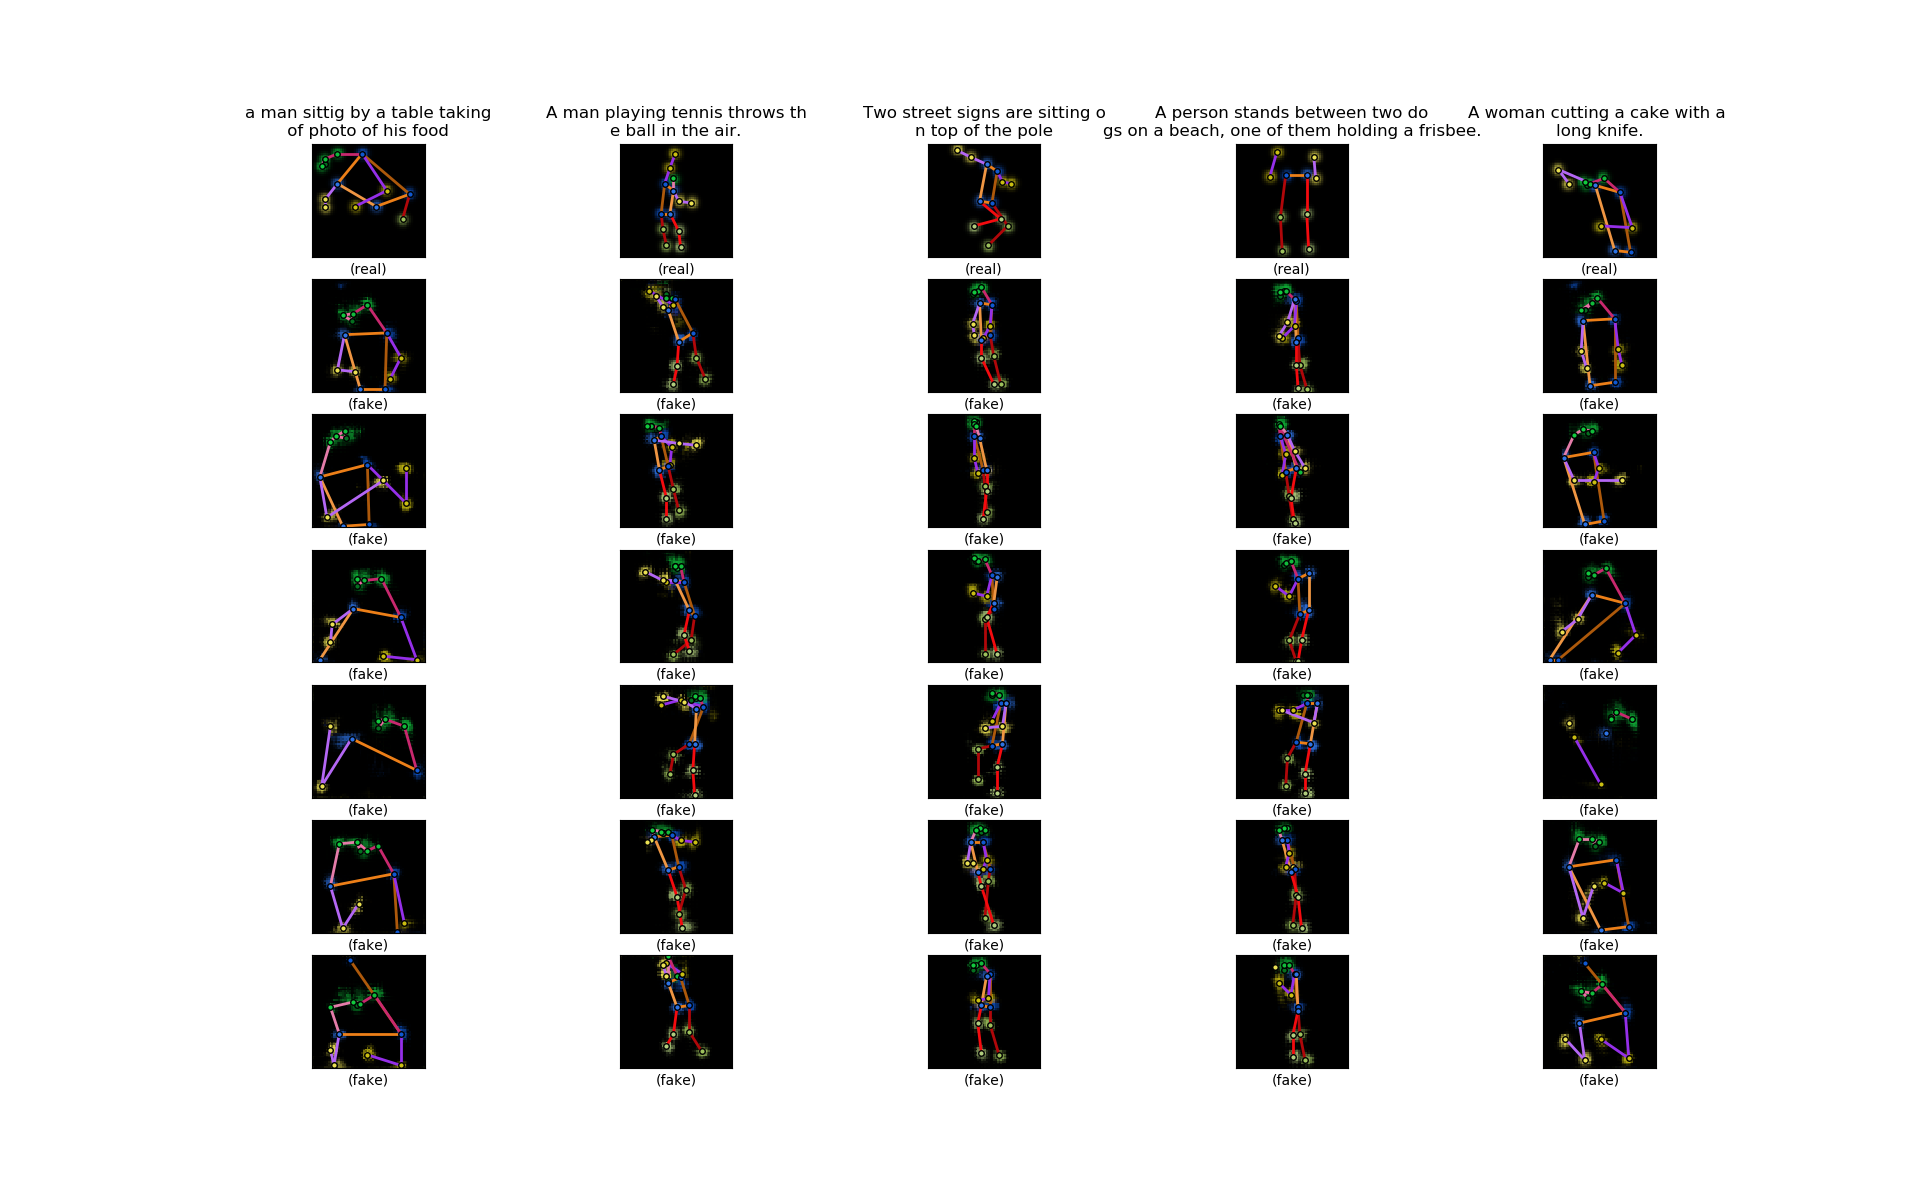 a man sittig by a table taking
of photo of his food
A man playing tennis throws th
e ball in the air.
Two street signs are sitting o
n top of the pole
A person stands between two do
gs on a beach, one of them holding a frisbee.
A woman cutting a cake with a
long knife.
(real) (real) (real) (real) (real)
(fake) (fake) (fake) (fake) (fake)
(fake) (fake) (fake) (fake) (fake)
(fake) (fake) (fake) (fake) (fake)
(fake) (fake) (fake) (fake) (fake)
(fake) (fake) (fake) (fake) (fake)
(fake) (fake) (fake) (fake) (fake)